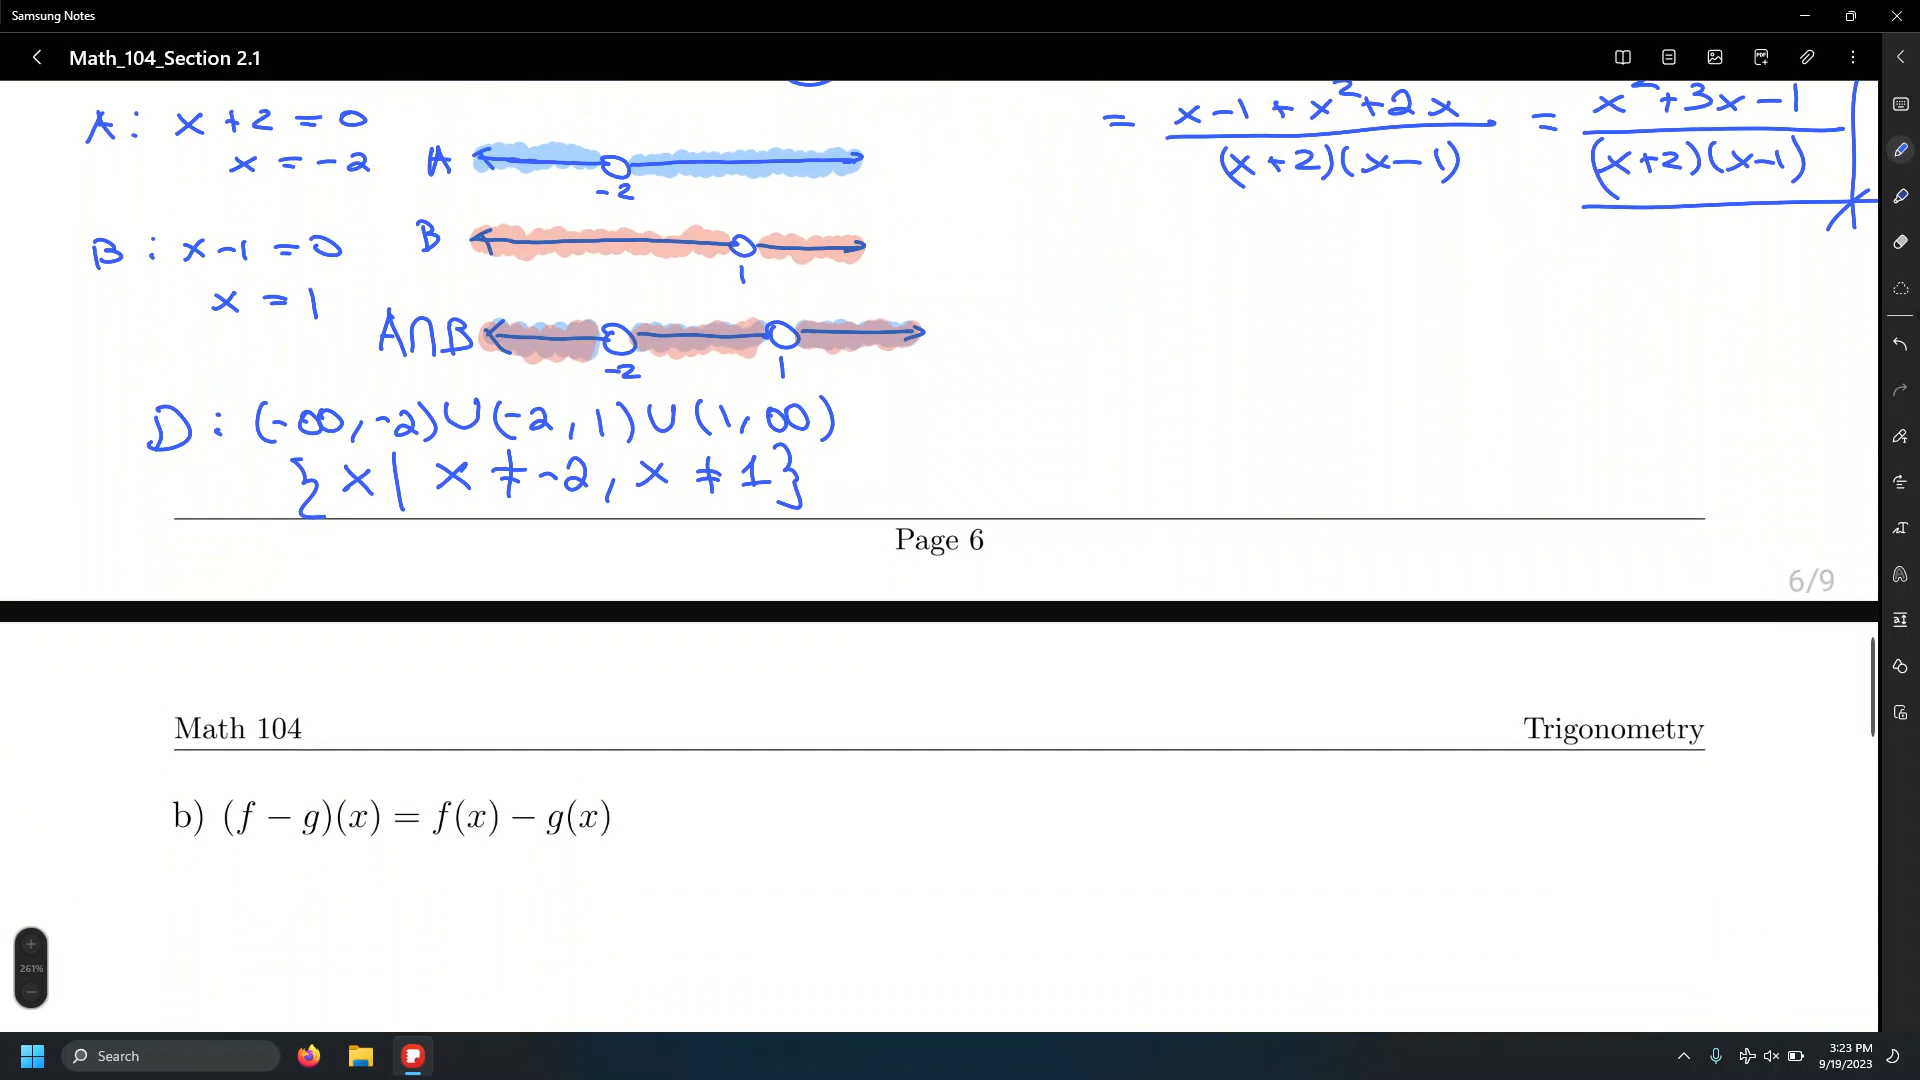 Samsung Notes
Math_104_Section 2.1
A: x + 2 = 0
x = -2
A
-2
B : x - 1 = 0
x = 1
B
1
A∩B
-2
1
D : (-∞, -2) ∪ (-2, 1) ∪ (1, ∞)
{x | x ≠ -2, x ≠ 1}
= (x - 1 + x² + 2x) / ((x + 2)(x - 1)) = (x² + 3x - 1) / ((x + 2)(x - 1))
Page 6
6/9
Math 104
Trigonometry
b) (f − g)(x) = f(x) − g(x)
261%
Search
3:23 PM
9/19/2023